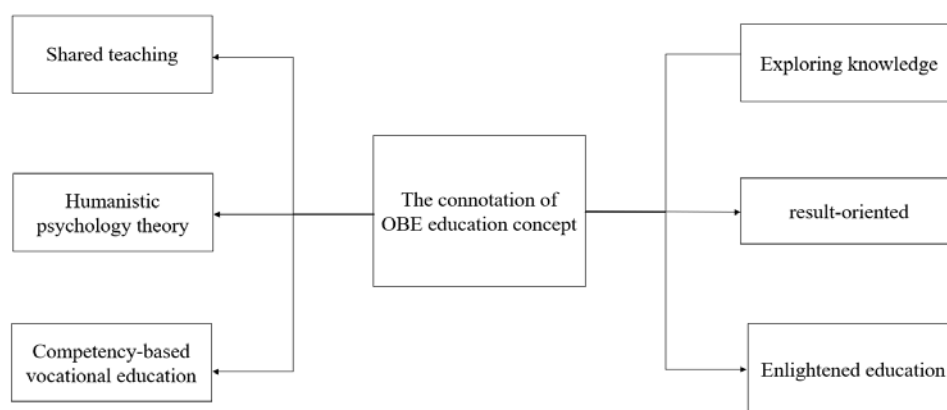 Shared teaching
Humanistic
psychology theory
Competency-based
vocational education
The connotation of
OBE education concept
Exploring knowledge
result-oriented
Enlightened education